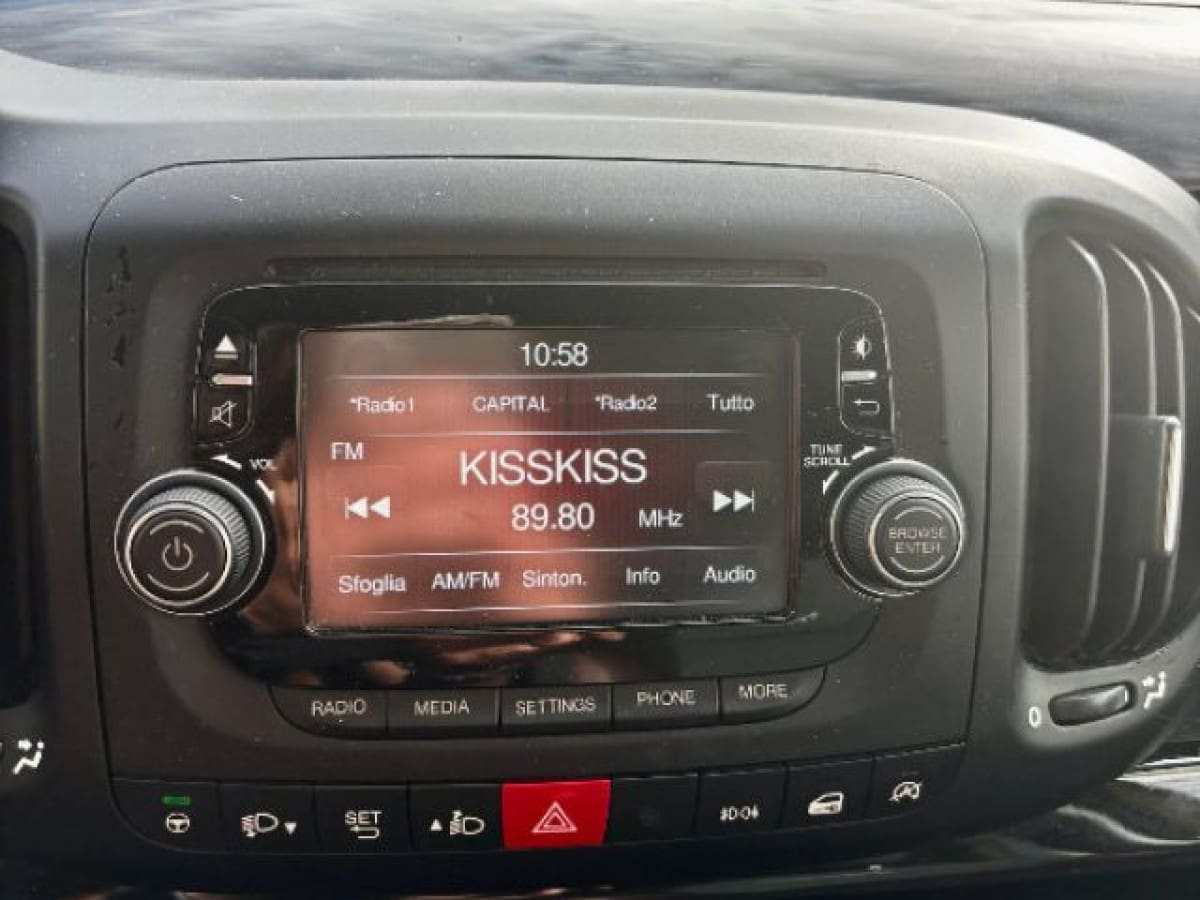 10:58
*Radio1 CAPITAL *Radio2 Tutto
FM
KISSKISS
89.80 MHz
Sfoglia AM/FM Sinton. Info Audio
VOL
TUNE
SCROLL
BROWSE
ENTER
RADIO MEDIA SETTINGS PHONE MORE
0
SET